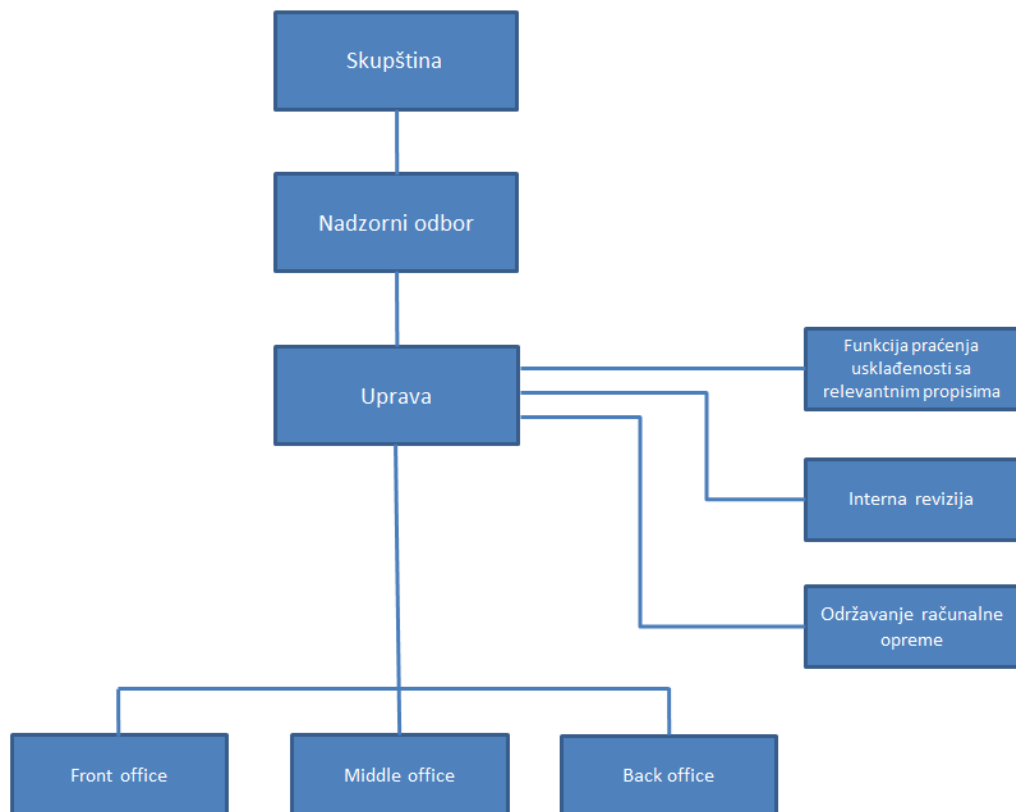 Skupština
Nadzorni odbor
Uprava
Funkcija praćenja
usklađenosti sa
relevantnim propisima
Interna revizija
Održavanje računalne
opreme
Front office
Middle office
Back office